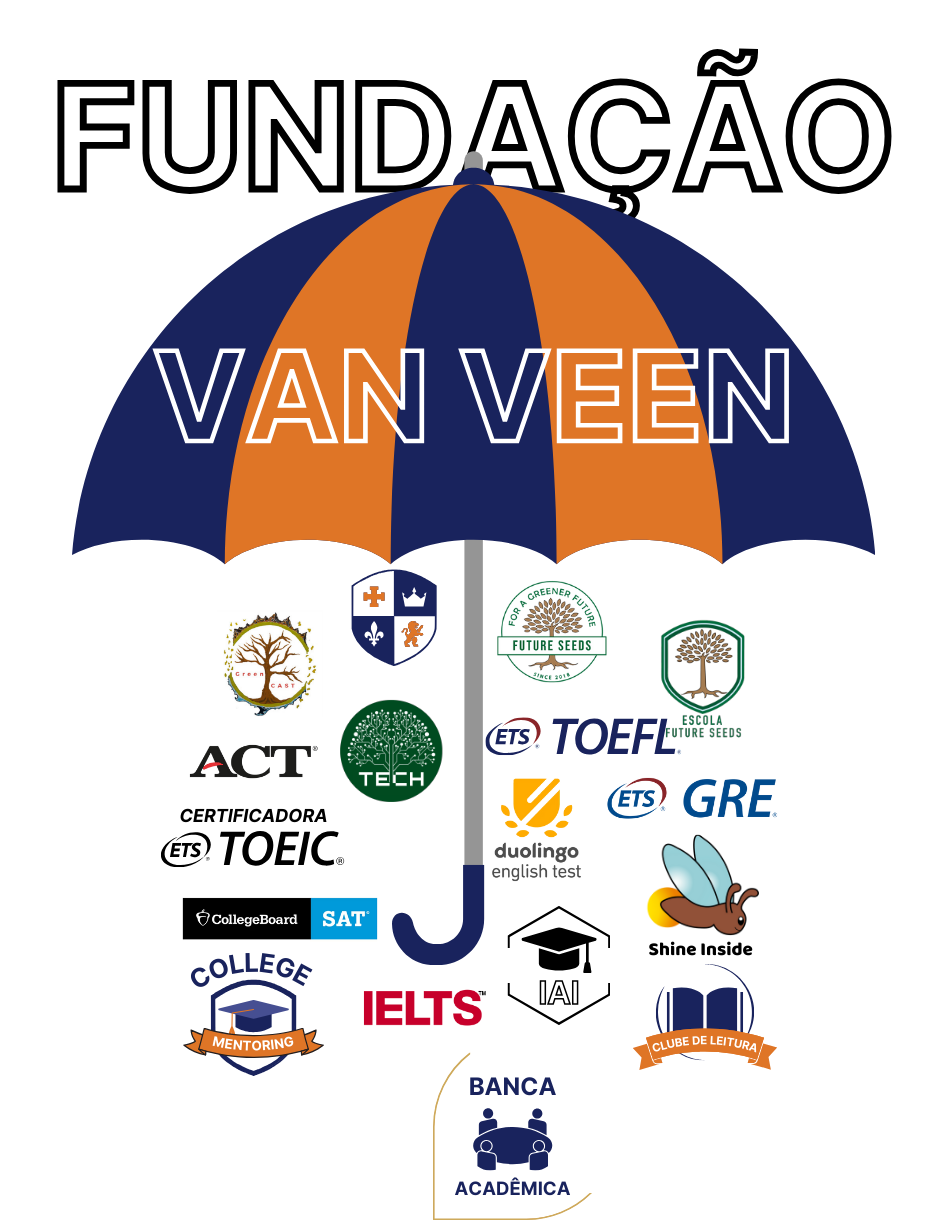 FUNDAÇÃO
VAN VEEN
FOR A GREENER FUTURE
FUTURE SEEDS
SINCE 2018
Green
CAST
ESCOLA
FUTURE SEEDS
TECH
ETS® TOEFL®
ACT®
ETS® GRE®
CERTIFICADORA
ETS® TOEIC®
duolingo
english test
CollegeBoard SAT®
Shine Inside
COLLEGE
MENTORING
IELTS™
IAI
CLUBE DE LEITURA
BANCA
ACADÊMICA